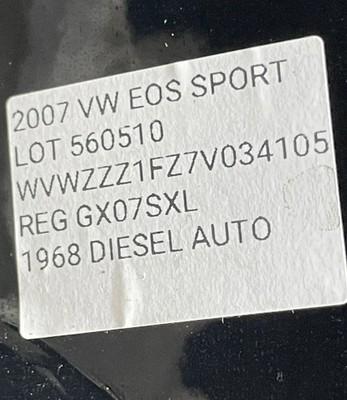 2007 VW EOS SPORT
LOT 560510
WVWZZZ1FZ7V034105
REG GX07SXL
1968 DIESEL AUTO